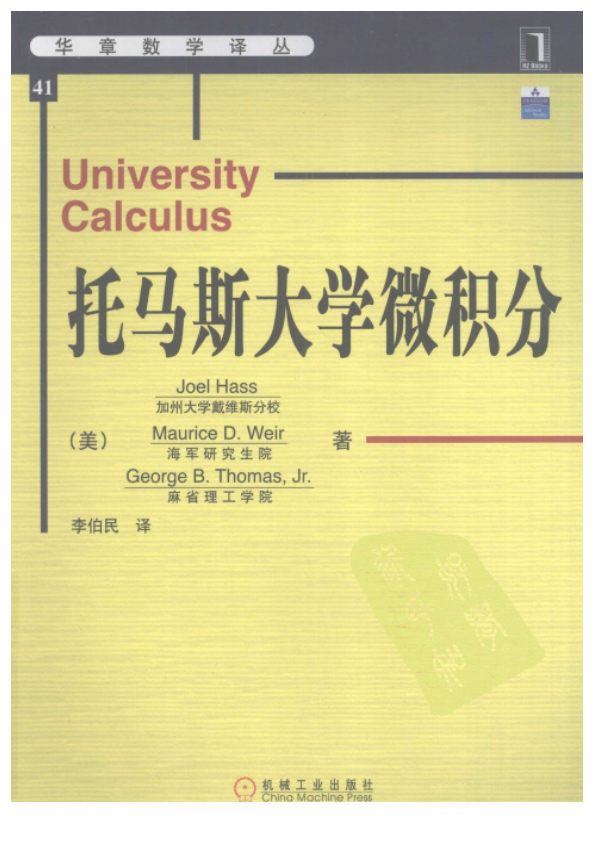 华章数学译丛
HZ Books
41
PEARSON
University
Calculus
托马斯大学微积分
Joel Hass
加州大学戴维斯分校
(美)
Maurice D. Weir
著
海军研究生院
George B. Thomas, Jr.
麻省理工学院
李伯民 译
机械工业出版社
China Machine Press